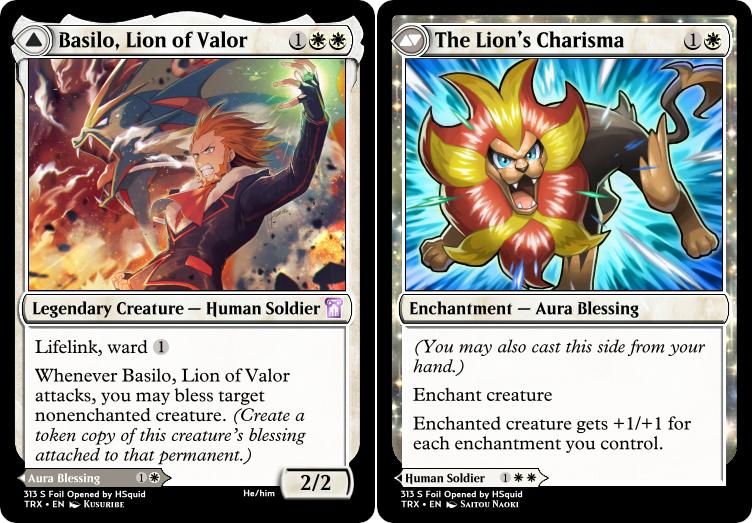 Basilo, Lion of Valor 1
Legendary Creature — Human Soldier
Lifelink, ward 1
Whenever Basilo, Lion of Valor
attacks, you may bless target
nonenchanted creature. (Create a
token copy of this creature's blessing
attached to that permanent.)
Aura Blessing 1
2/2
313 S Foil Opened by HSquid
He/him
TRX • EN Kusuribe
The Lion's Charisma 1
Enchantment — Aura Blessing
(You may also cast this side from your
hand.)
Enchant creature
Enchanted creature gets +1/+1 for
each enchantment you control.
Human Soldier 1
313 S Foil Opened by HSquid
TRX • EN Saitou Naoki